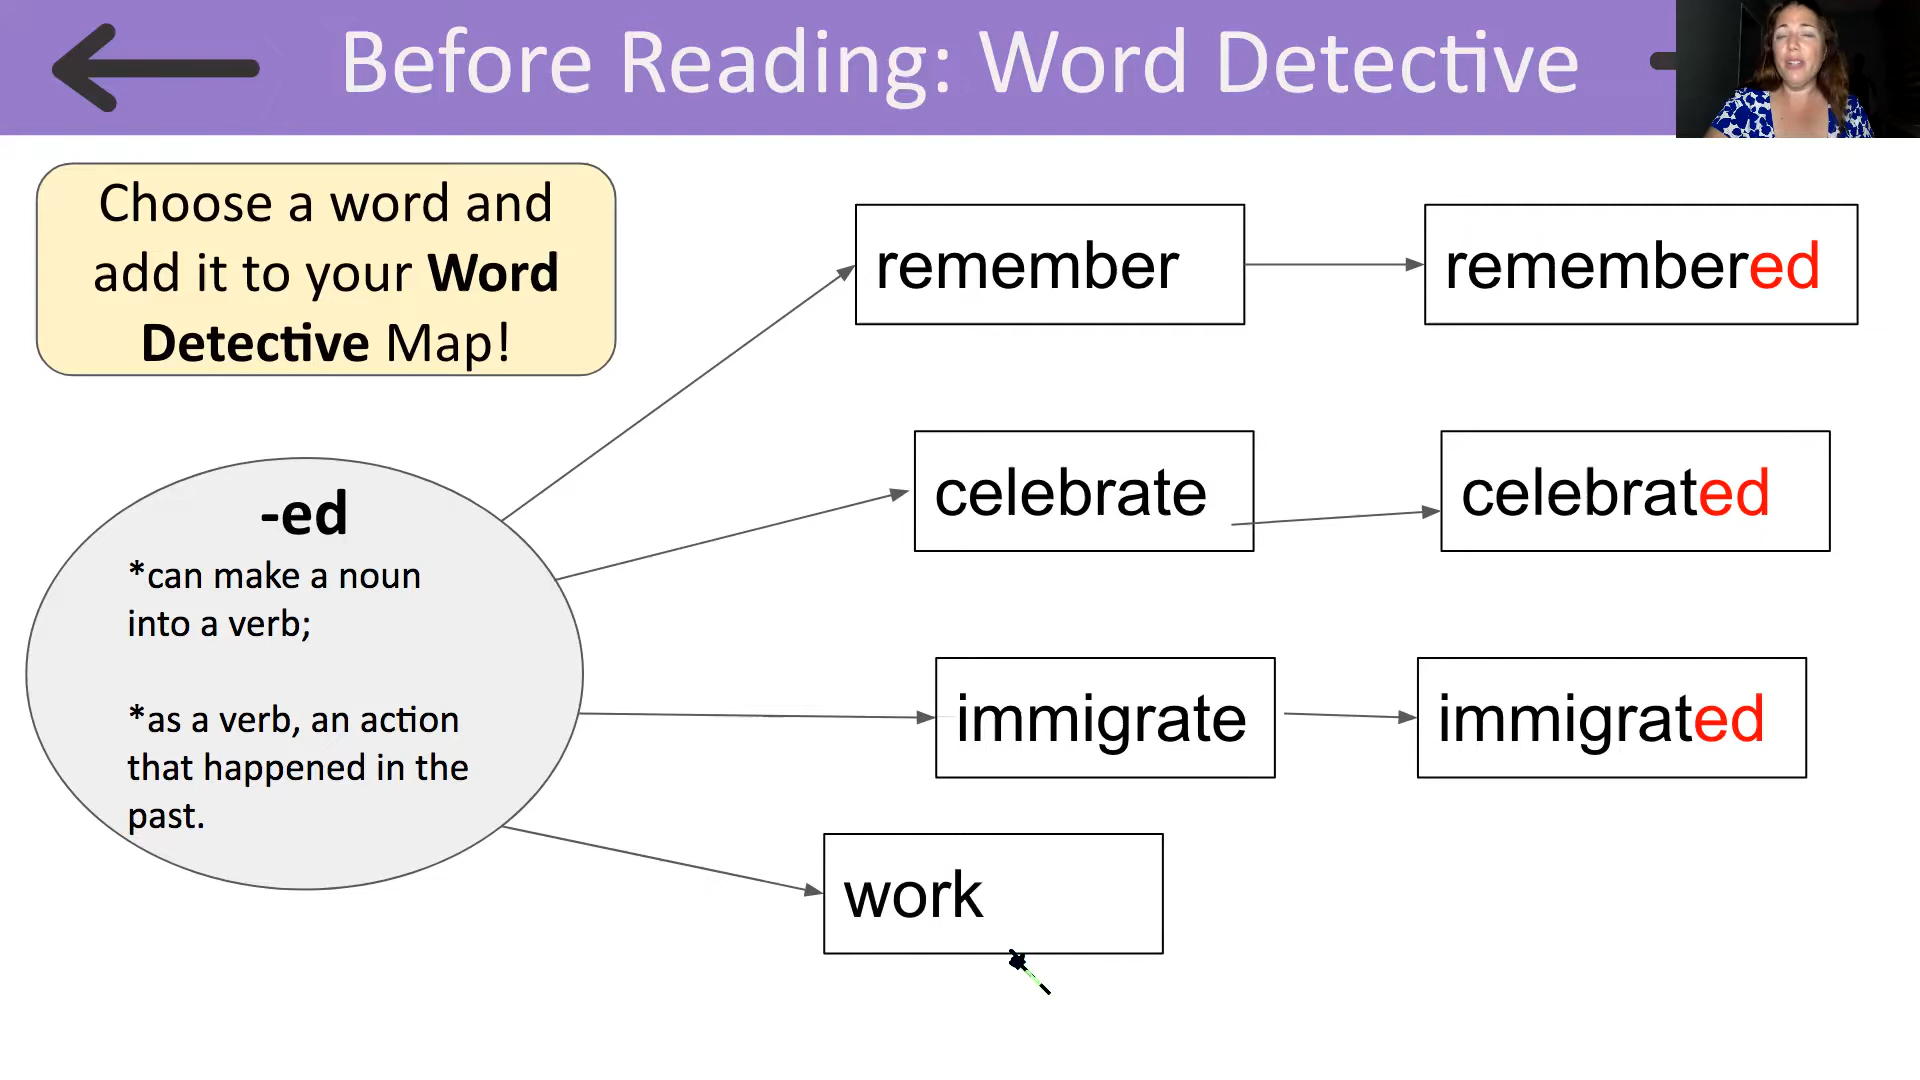 Before Reading: Word Detective
Choose a word and
add it to your Word
Detective Map!
-ed
*can make a noun
into a verb;
*as a verb, an action
that happened in the
past.
remember
remembered
celebrate
celebrated
immigrate
immigrated
work